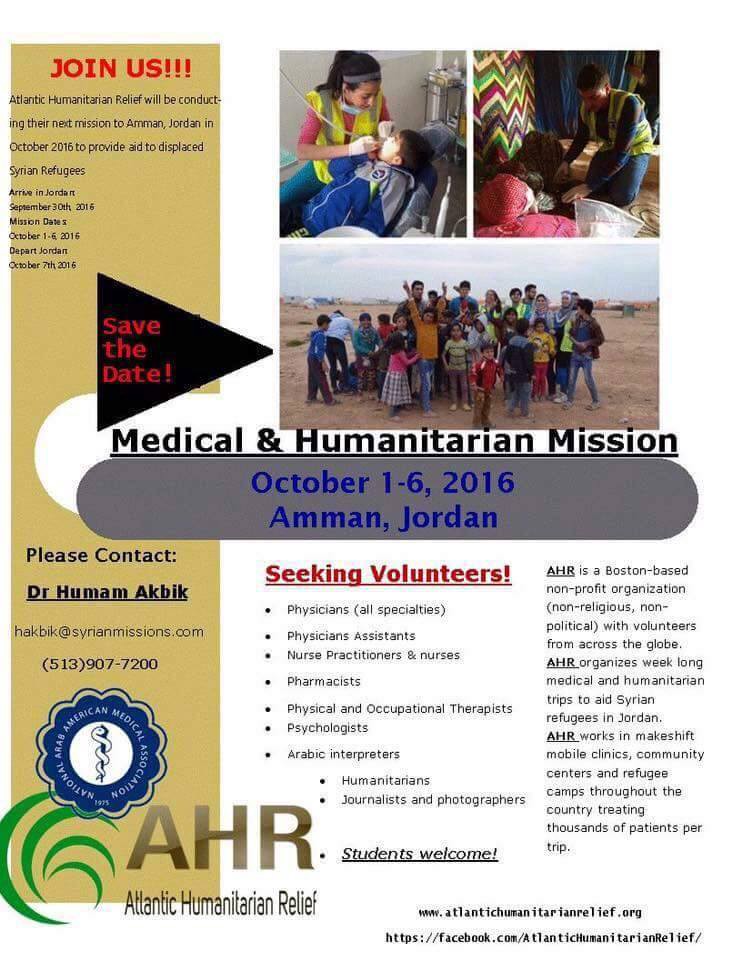 JOIN US!!!
Atlantic Humanitarian Relief will be conduct-
ing their next mission to Amman, Jordan in
October 2016 to provide aid to displaced
Syrian Refugees
Arrive in Jordan:
September 30th, 2016
Mission Dates:
October 1-6, 2016
Depart Jordan:
October 7th, 2016
Save
the
Date!
Medical & Humanitarian Mission
October 1-6, 2016
Amman, Jordan
Please Contact:
Dr Humam Akbik
hakbik@syrianmissions.com
(513)907-7200
NATIONAL ARAB AMERICAN MEDICAL ASSOCIATION
1975
AHR
Atlantic Humanitarian Relief
Seeking Volunteers!
• Physicians (all specialties)
• Physicians Assistants
• Nurse Practitioners & nurses
• Pharmacists
• Physical and Occupational Therapists
• Psychologists
• Arabic interpreters
• Humanitarians
• Journalists and photographers
• Students welcome!
AHR is a Boston-based
non-profit organization
(non-religious, non-
political) with volunteers
from across the globe.
AHR organizes week long
medical and humanitarian
trips to aid Syrian
refugees in Jordan.
AHR works in makeshift
mobile clinics, community
centers and refugee
camps throughout the
country treating
thousands of patients per
trip.
www.atlantichumanitarianrelief.org
https://facebook.com/AtlanticHumanitarianRelief/